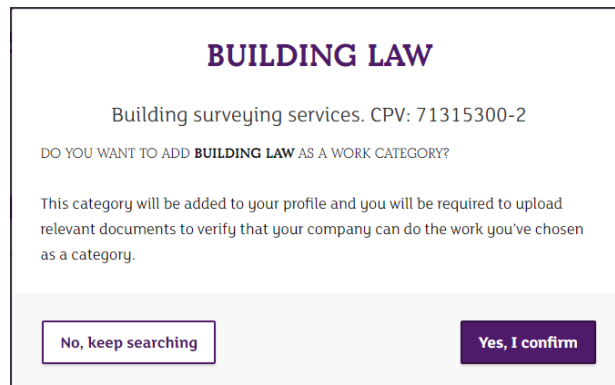 BUILDING LAW
Building surveying services. CPV: 71315300-2
DO YOU WANT TO ADD BUILDING LAW AS A WORK CATEGORY?
This category will be added to your profile and you will be required to upload
relevant documents to verify that your company can do the work you've chosen
as a category.
No, keep searching
Yes, I confirm